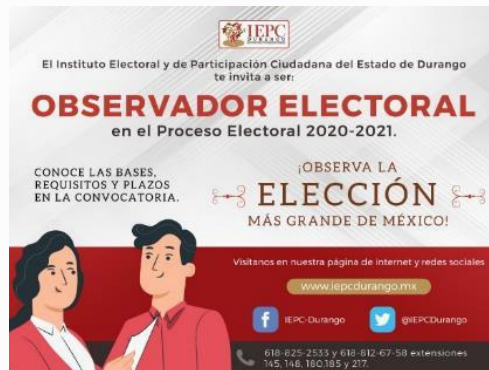 IEPC
DURANGO
El Instituto Electoral y de Participación Ciudadana del Estado de Durango
te invita a ser:
OBSERVADOR ELECTORAL
en el Proceso Electoral 2020-2021.
CONOCE LAS BASES,
REQUISITOS Y PLAZOS
EN LA CONVOCATORIA.
¡OBSERVA LA
ELECCIÓN
MÁS GRANDE DE MÉXICO!
Visítanos en nuestra página de internet y redes sociales
www.iepcdurango.mx
IEPC-Durango
@IEPCDurango
618-825-2533 y 618-812-67-58 extensiones
145, 148, 180,185 y 217.